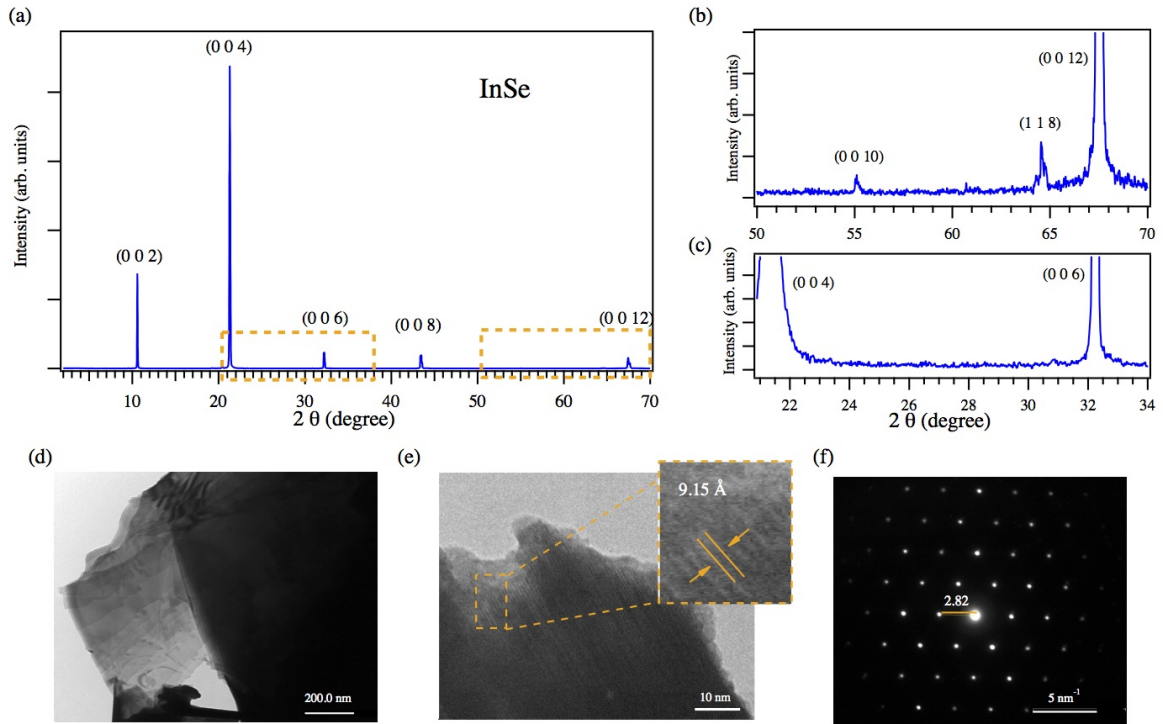 (a)
Intensity (arb. units)
InSe
(0 0 2)
(0 0 4)
(0 0 6)
(0 0 8)
(0 0 12)
10 20 30 40 50 60 70
2 θ (degree)
(b)
Intensity (arb. units)
(0 0 10)
(1 1 8)
(0 0 12)
50 55 60 65 70
(c)
Intensity (arb. units)
(0 0 4)
(0 0 6)
22 24 26 28 30 32 34
2 θ (degree)
(d)
200.0 nm
(e)
9.15 Å
10 nm
(f)
2.82
5 nm⁻¹